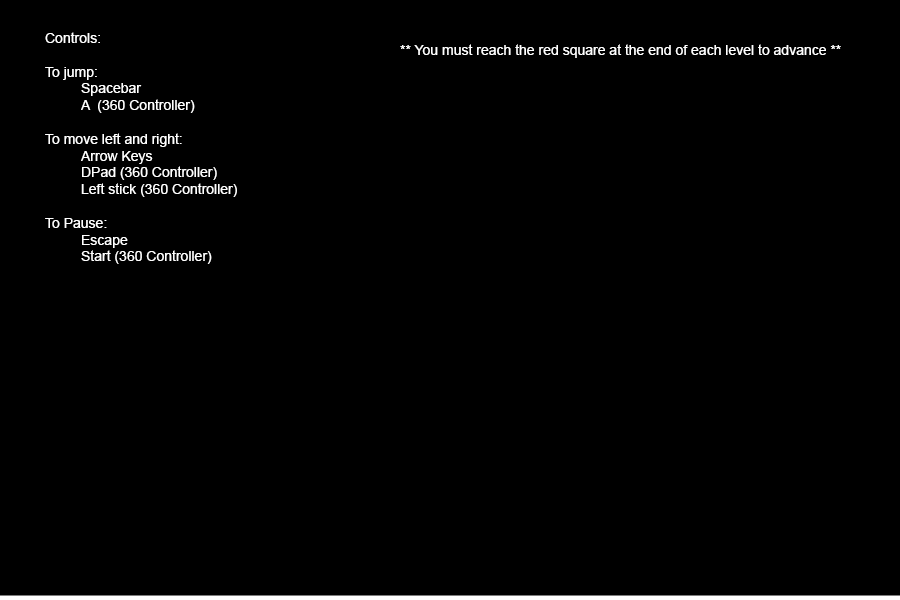 Controls:
** You must reach the red square at the end of each level to advance **
To jump:
Spacebar
A  (360 Controller)
To move left and right:
Arrow Keys
DPad (360 Controller)
Left stick (360 Controller)
To Pause:
Escape
Start (360 Controller)